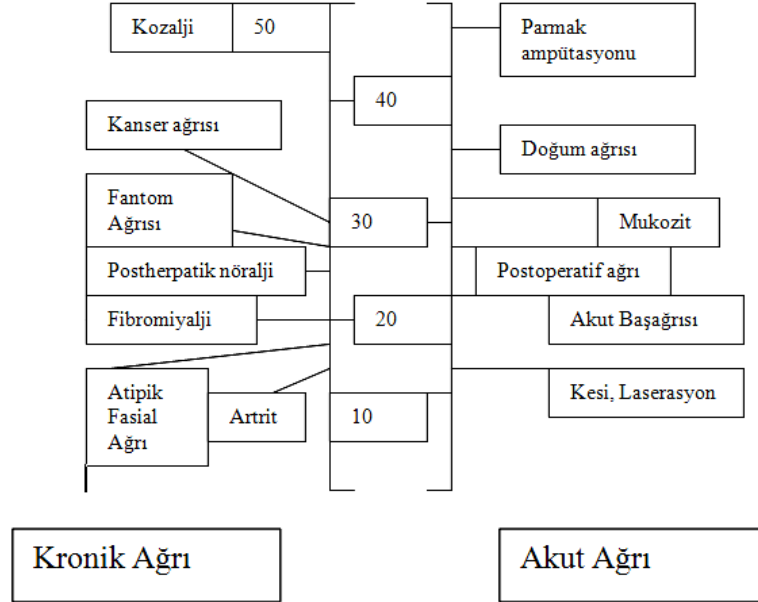 Kozalji
50
Parmak
ampütasyonu
40
Kanser ağrısı
Doğum ağrısı
Fantom
Ağrısı
30
Mukozit
Postherpatik nöralji
Postoperatif ağrı
Fibromiyalji
20
Akut Başağrısı
Atipik
Fasial
Ağrı
Artrit
10
Kesi, Laserasyon
Kronik Ağrı
Akut Ağrı